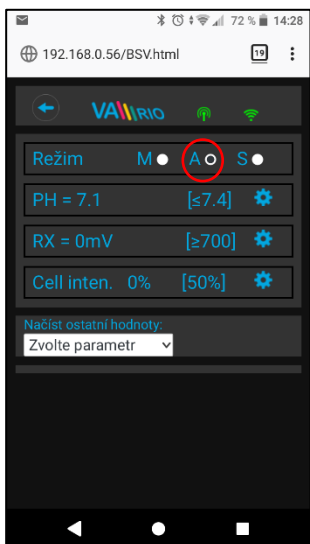 72 % 14:28
192.168.0.56/BSV.html 19
VA RIO
Režim M A S
PH = 7.1 [≤7.4]
RX = 0mV [≥700]
Cell inten. 0% [50%]
Načíst ostatní hodnoty:
Zvolte parametr